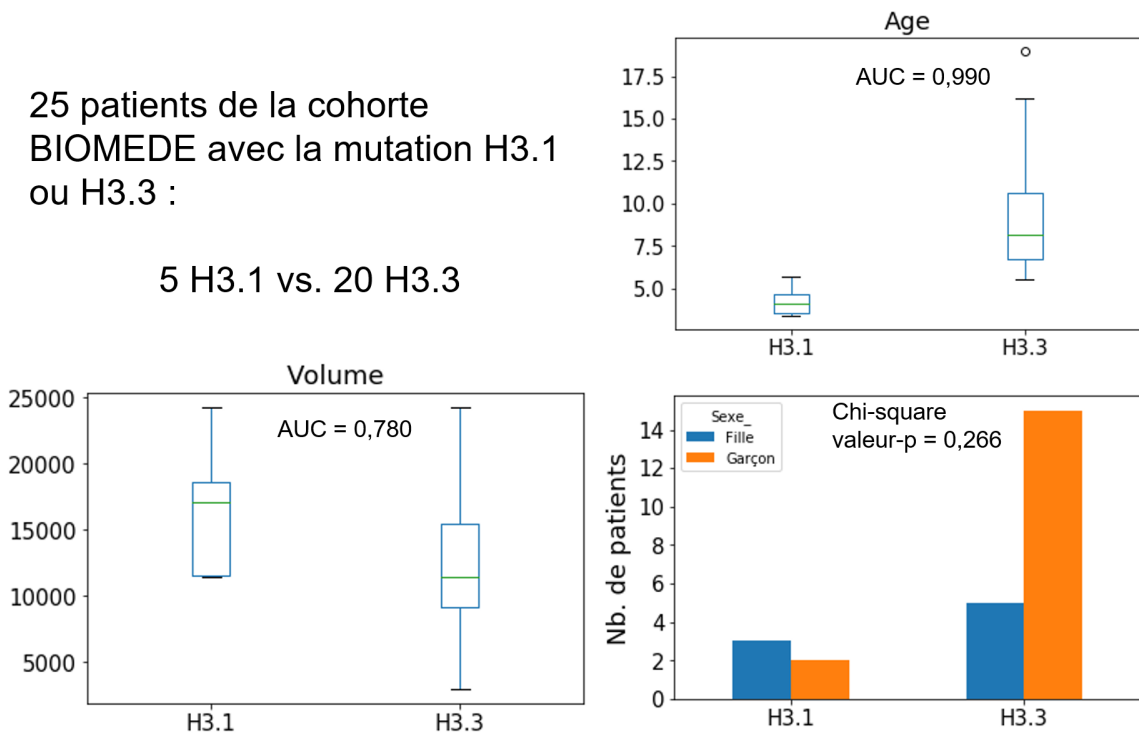 25 patients de la cohorte
BIOMEDE avec la mutation H3.1
ou H3.3 :
5 H3.1 vs. 20 H3.3
Age
AUC = 0,990
17.5
15.0
12.5
10.0
7.5
5.0
H3.1 H3.3
Volume
AUC = 0,780
25000
20000
15000
10000
5000
H3.1 H3.3
Sexe_
Fille
Garçon
Chi-square
valeur-p = 0,266
Nb. de patients
14
12
10
8
6
4
2
0
H3.1 H3.3